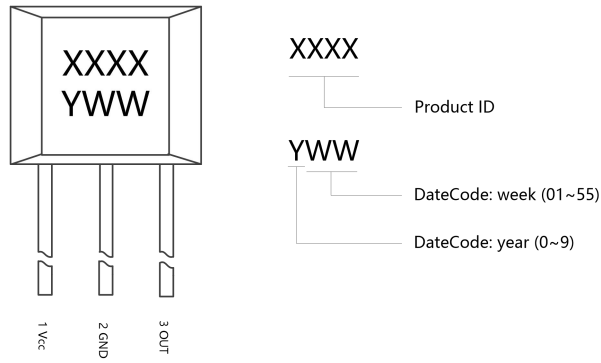 XXXX
YWW
1 Vcc
2 GND
3 OUT
XXXX
Product ID
YWW
DateCode: week (01~55)
DateCode: year (0~9)